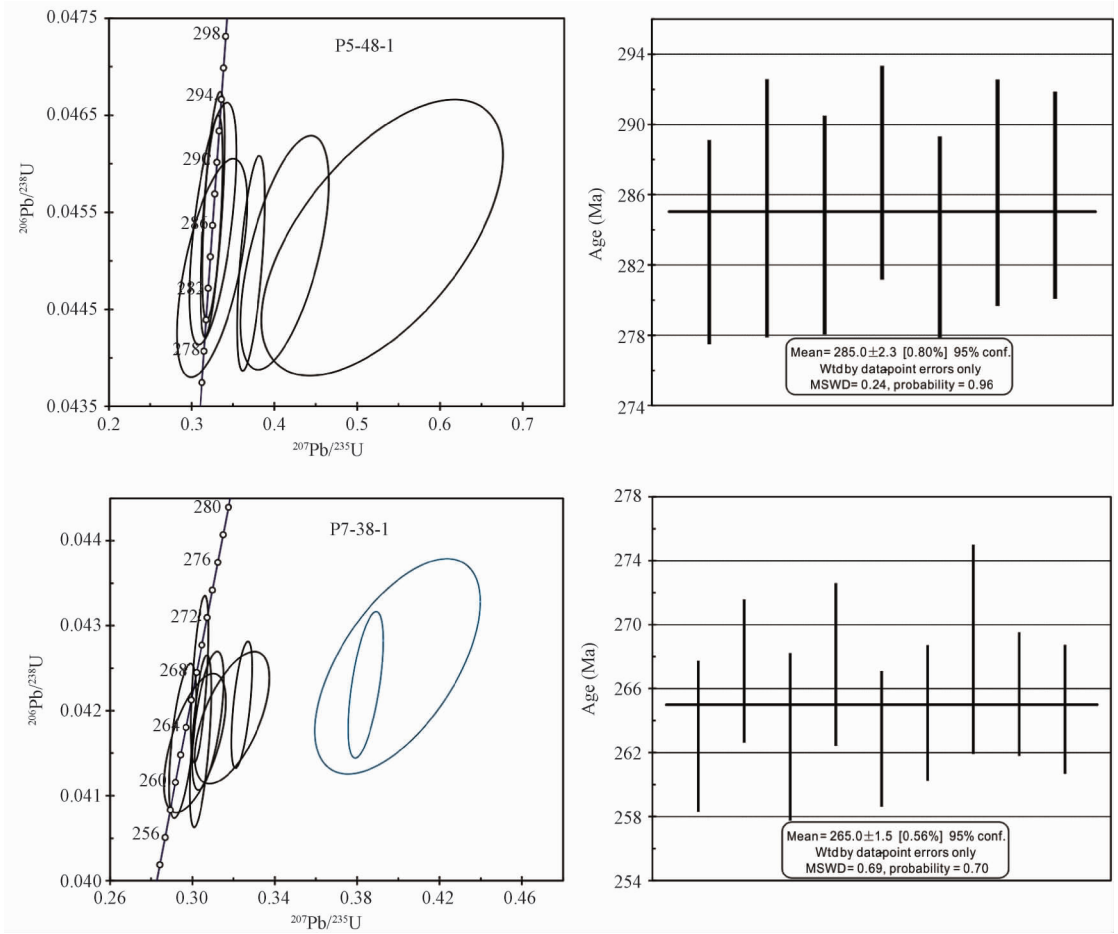 P5-48-1
0.0475
0.0465
0.0455
0.0445
0.0435
206Pb/238U
298
294
290
286
282
278
0.2 0.3 0.4 0.5 0.6 0.7
207Pb/235U
294
290
286
282
278
274
Age (Ma)
Mean= 285.0±2.3 [0.80%] 95% conf.
Wtd by data-point errors only
MSWD= 0.24, probability = 0.96
P7-38-1
0.044
0.043
0.042
0.041
0.040
206Pb/238U
280
276
272
268
264
260
256
0.26 0.30 0.34 0.38 0.42 0.46
207Pb/235U
278
274
270
266
262
258
254
Age (Ma)
Mean= 265.0±1.5 [0.56%] 95% conf.
Wtd by data-point errors only
MSWD= 0.69, probability = 0.70